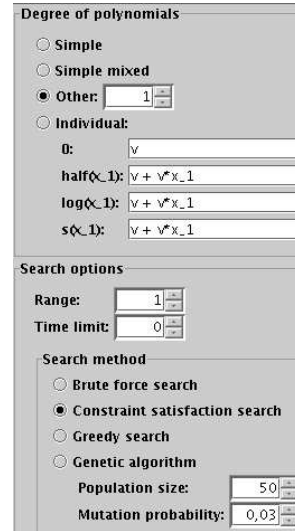 Degree of polynomials
Simple
Simple mixed
Other: 1
Individual:
0: v
half(x_1): v + v*x_1
log(x_1): v + v*x_1
s(x_1): v + v*x_1
Search options
Range: 1
Time limit: 0
Search method
Brute force search
Constraint satisfaction search
Greedy search
Genetic algorithm
Population size: 50
Mutation probability: 0,03